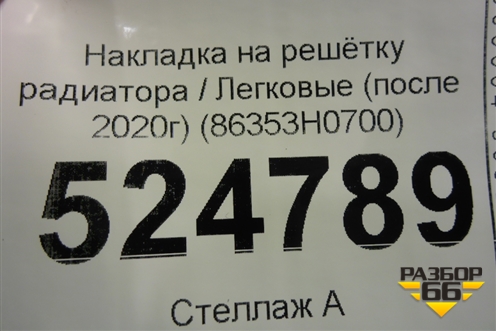 Накладка на решётку
радиатора / Легковые (после
2020г) (86353H0700)
524789
Стеллаж А
РАЗБОР
66